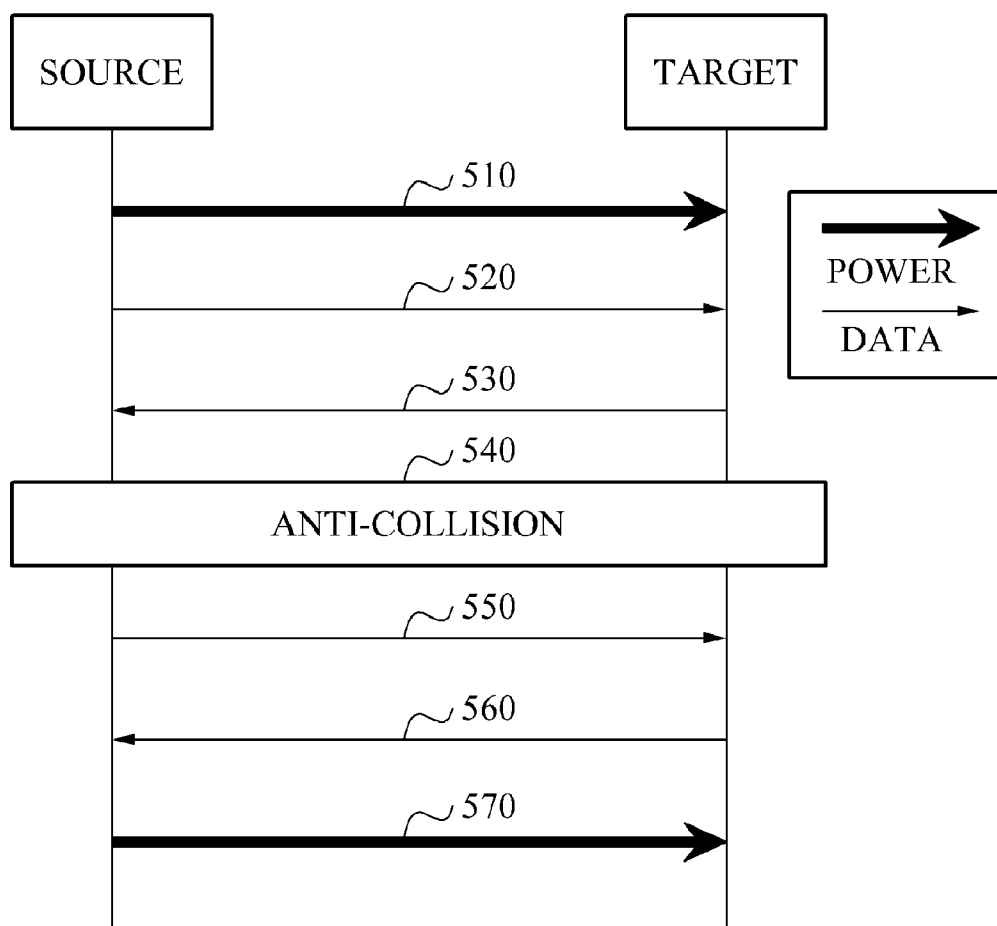 SOURCE
TARGET
510
POWER
DATA
520
530
540
ANTI-COLLISION
550
560
570